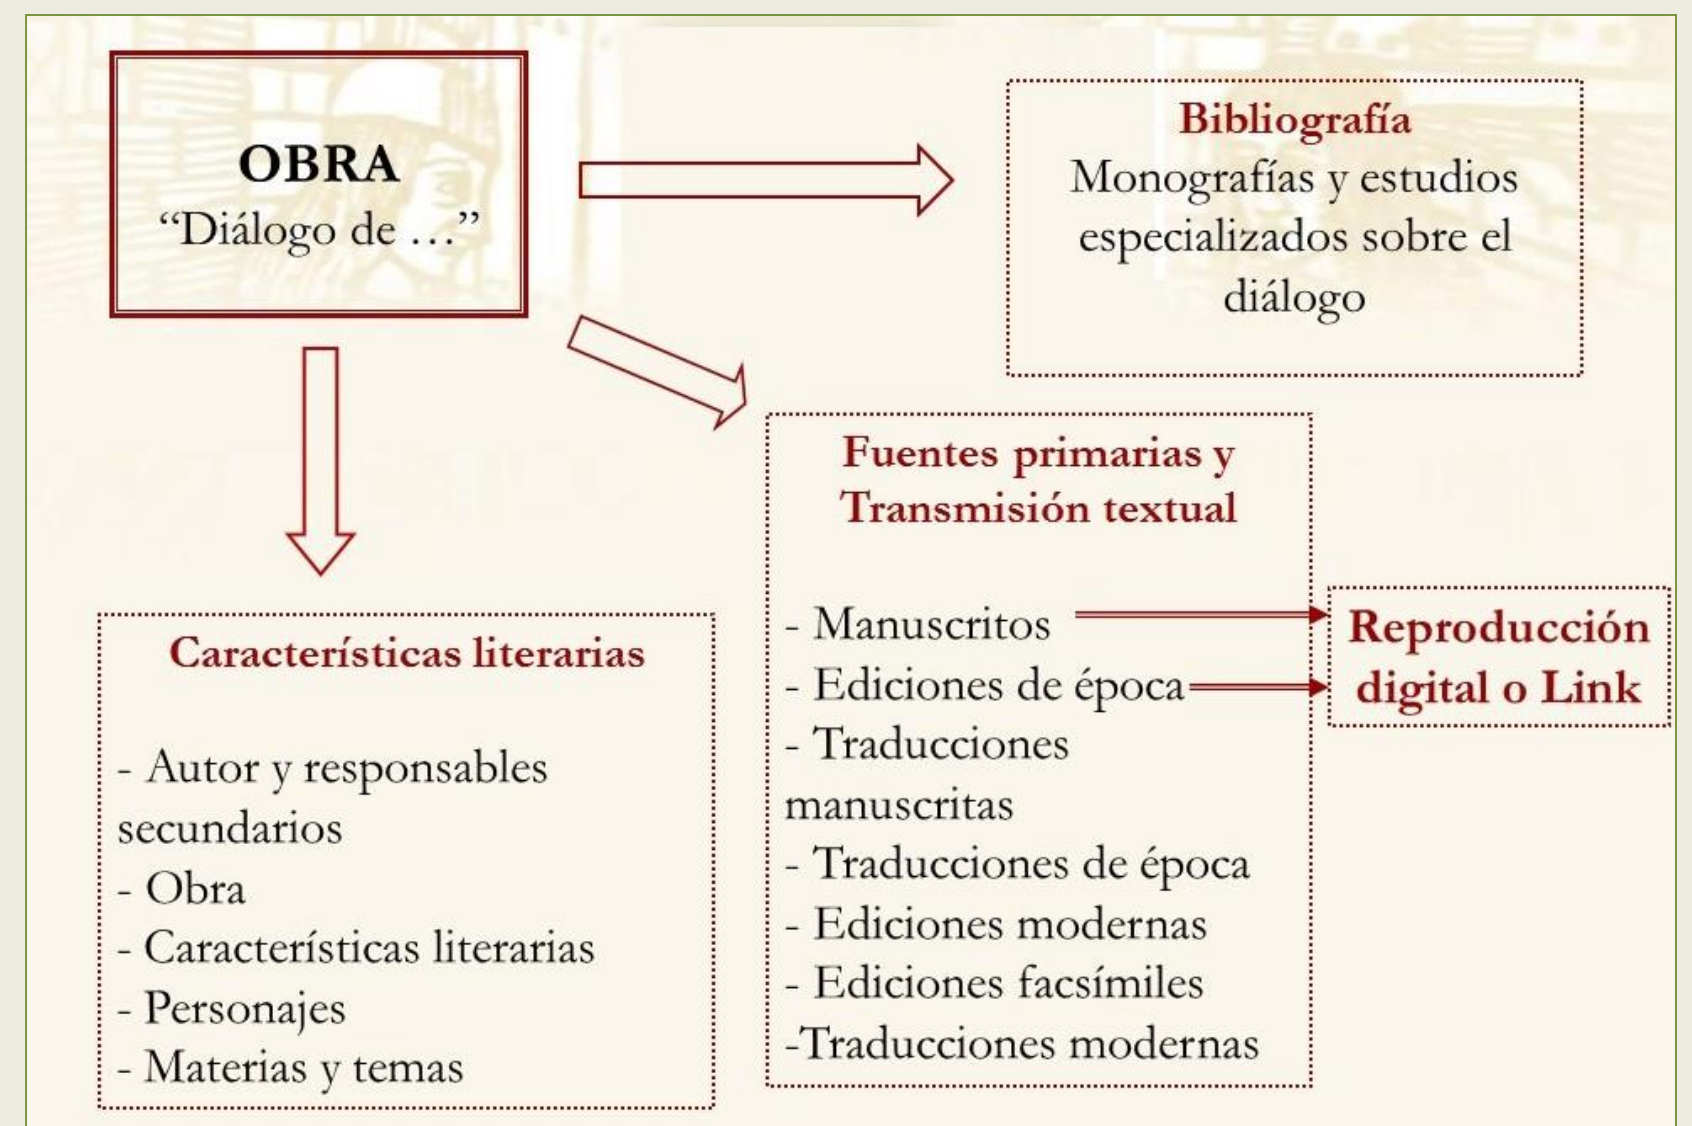 OBRA
“Diálogo de …”
Bibliografía
Monografías y estudios
especializados sobre el
diálogo
Fuentes primarias y
Transmisión textual
- Manuscritos
- Ediciones de época
- Traducciones
manuscritas
- Traducciones de época
- Ediciones modernas
- Ediciones facsímiles
-Traducciones modernas
Reproducción
digital o Link
Características literarias
- Autor y responsables
secundarios
- Obra
- Características literarias
- Personajes
- Materias y temas